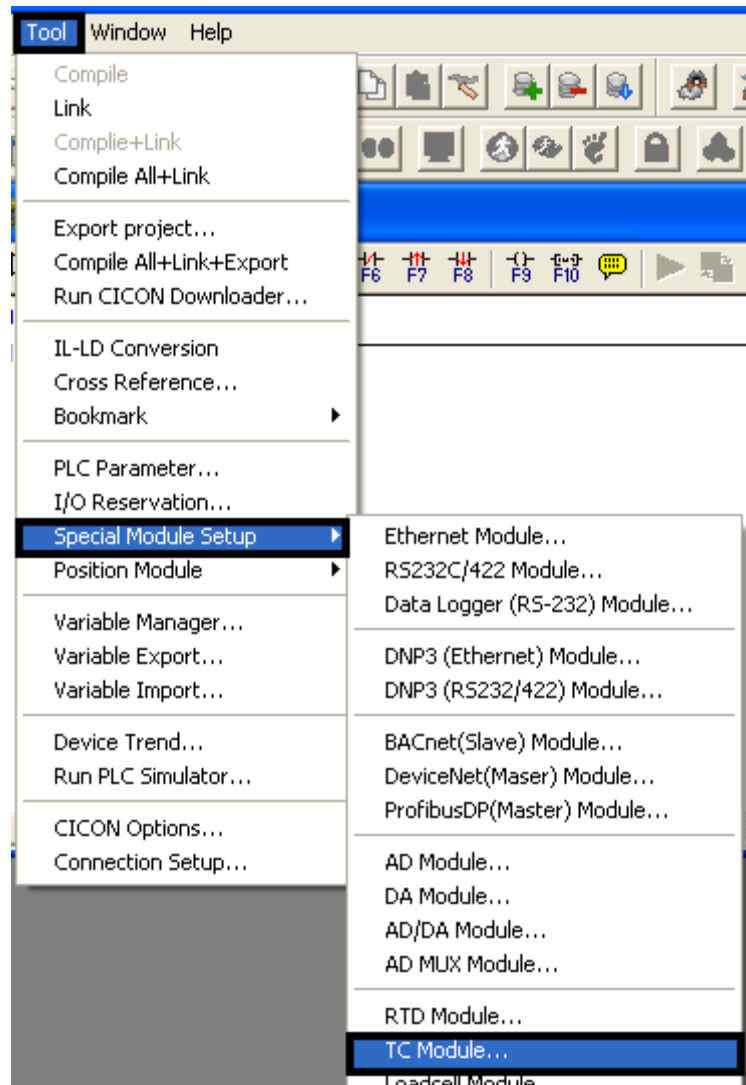 Tool Window Help
Compile
Link
Complie+Link
Compile All+Link
Export project...
Compile All+Link+Export
Run CICON Downloader...
IL-LD Conversion
Cross Reference...
Bookmark
PLC Parameter...
I/O Reservation...
Special Module Setup
Position Module
Variable Manager...
Variable Export...
Variable Import...
Device Trend...
Run PLC Simulator...
CICON Options...
Connection Setup...
F6 F7 F8 F9 F10
Ethernet Module...
RS232C/422 Module...
Data Logger (RS-232) Module...
DNP3 (Ethernet) Module...
DNP3 (RS232/422) Module...
BACnet(Slave) Module...
DeviceNet(Maser) Module...
ProfibusDP(Master) Module...
AD Module...
DA Module...
AD/DA Module...
AD MUX Module...
RTD Module...
TC Module...
Loadcell Module